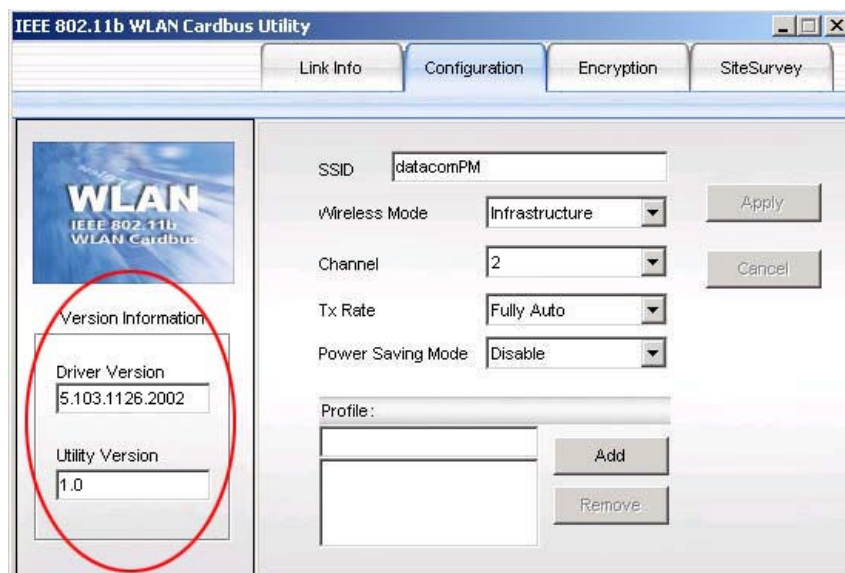 IEEE 802.11b WLAN Cardbus Utility
Link Info
Configuration
Encryption
SiteSurvey
WLAN
IEEE 802.11b
WLAN Cardbus
Version Information
Driver Version
5.103.1126.2002
Utility Version
1.0
SSID
datacomPM
Wireless Mode
Infrastructure
Channel
2
Tx Rate
Fully Auto
Power Saving Mode
Disable
Apply
Cancel
Profile :
Add
Remove